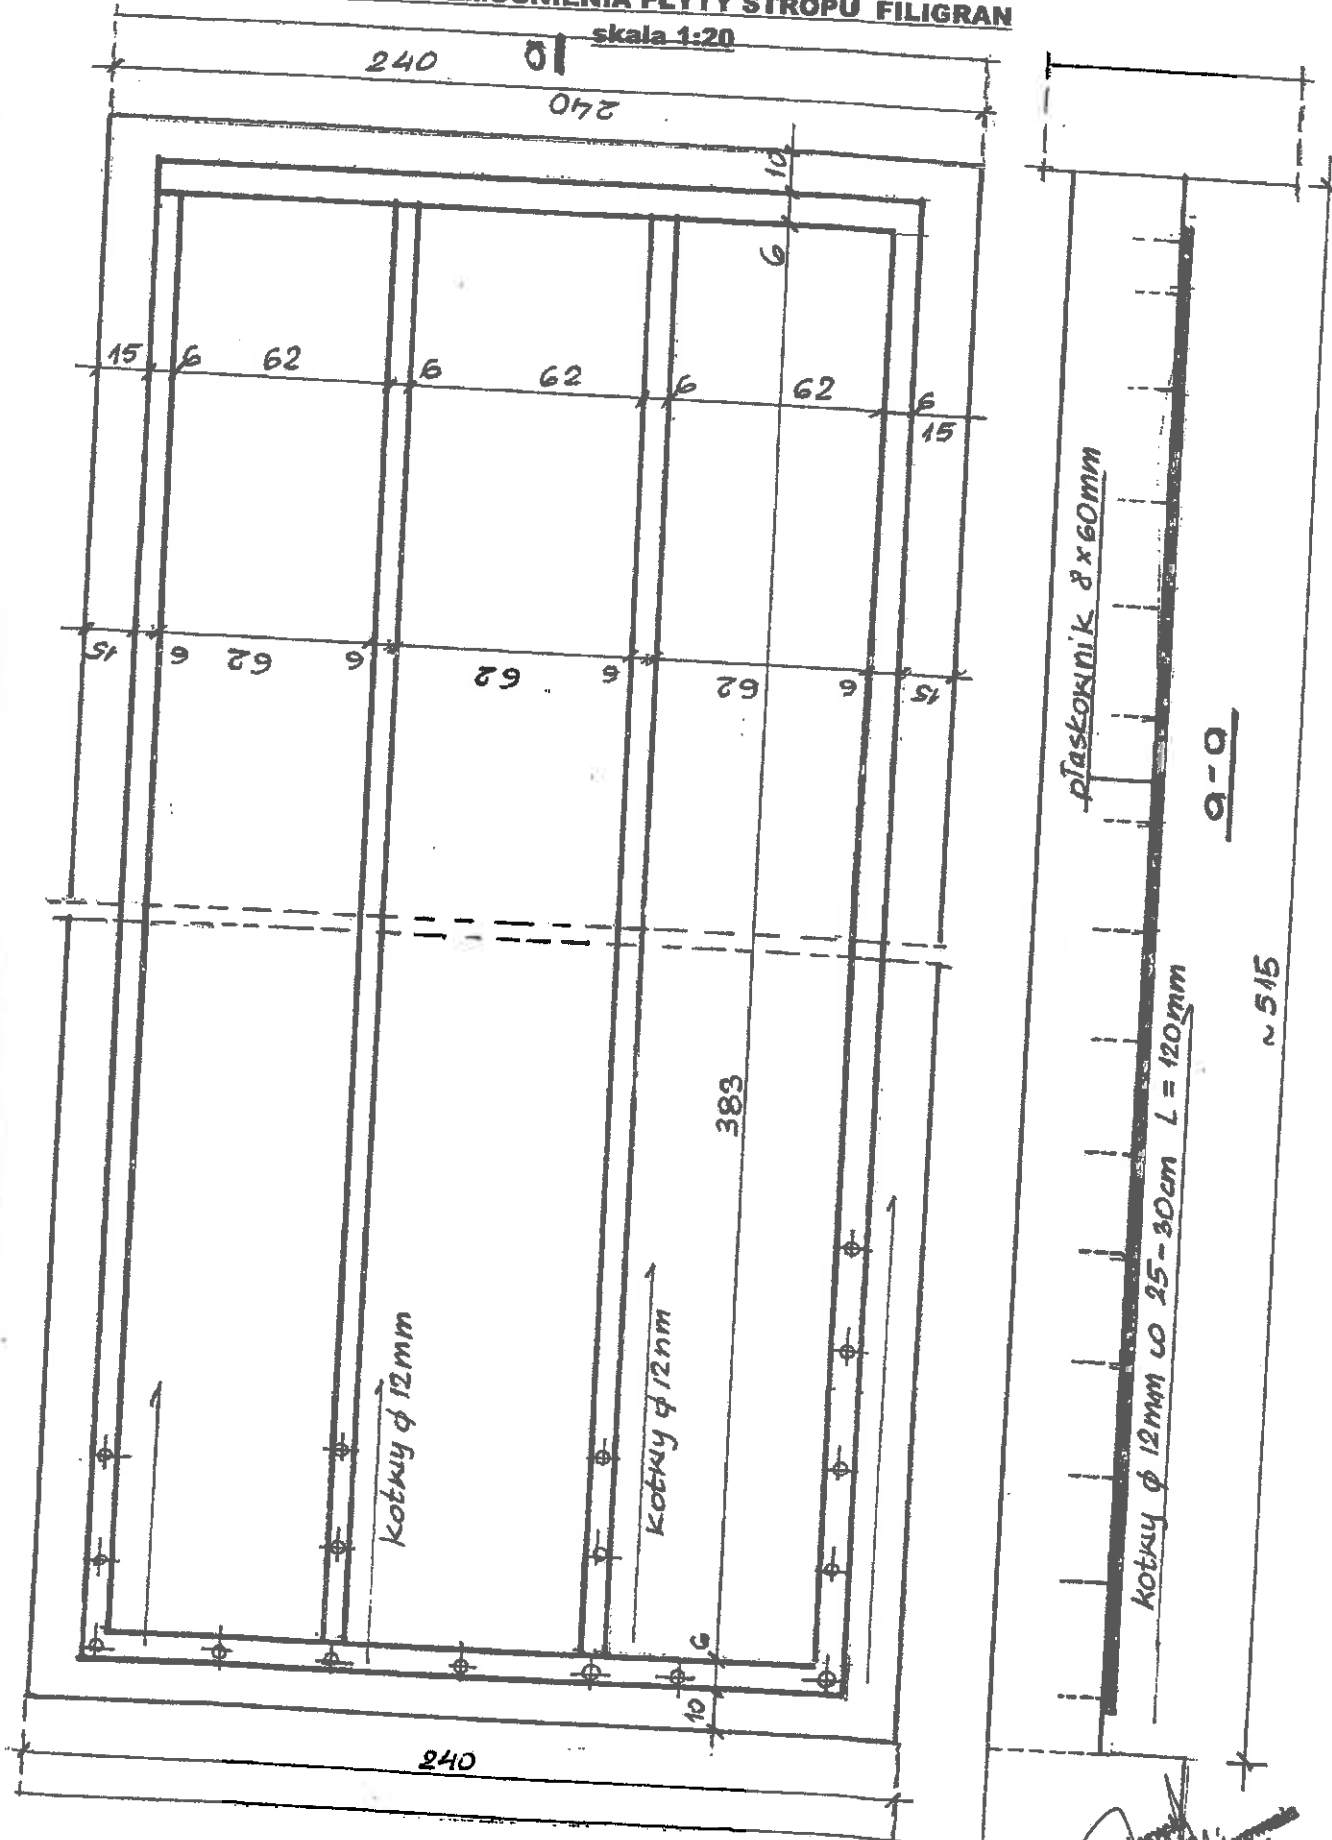 PŁYTY STROPU FILIGRAN
skala 1:20
240
a
240
10
6
15 6 62 6 62 6 62 6 15
15 6 62 6 62 6 62 6 15
383
kotwy ϕ 12mm
kotwy ϕ 12mm
6
10
240
płaskownik 8 x 60mm
a-a
kotwy ϕ 12mm co 25-30cm L = 120mm
~ 515